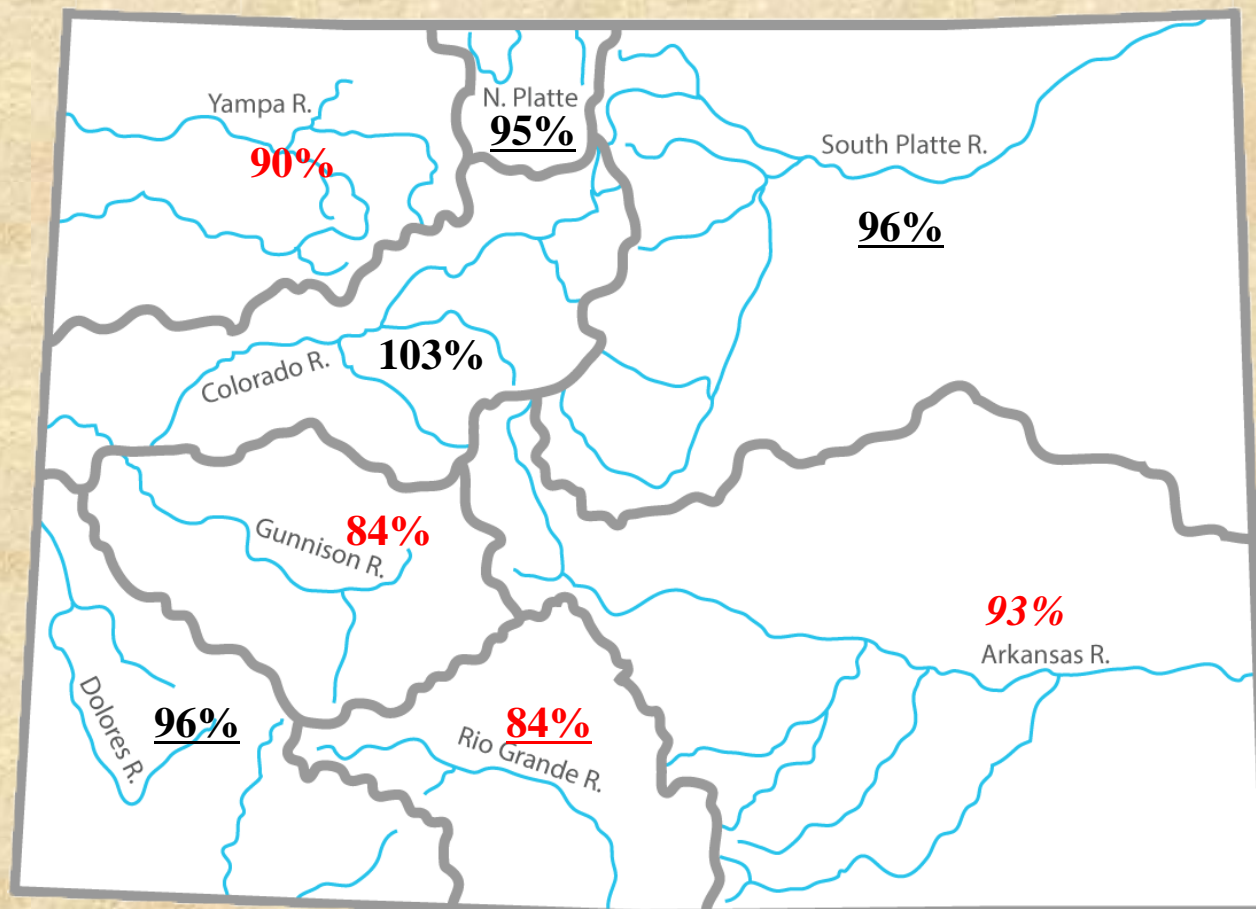 Yampa R.
90%
N. Platte
95%
South Platte R.
96%
Colorado R.
103%
Gunnison R.
84%
93%
Arkansas R.
Dolores R.
96%
84%
Rio Grande R.